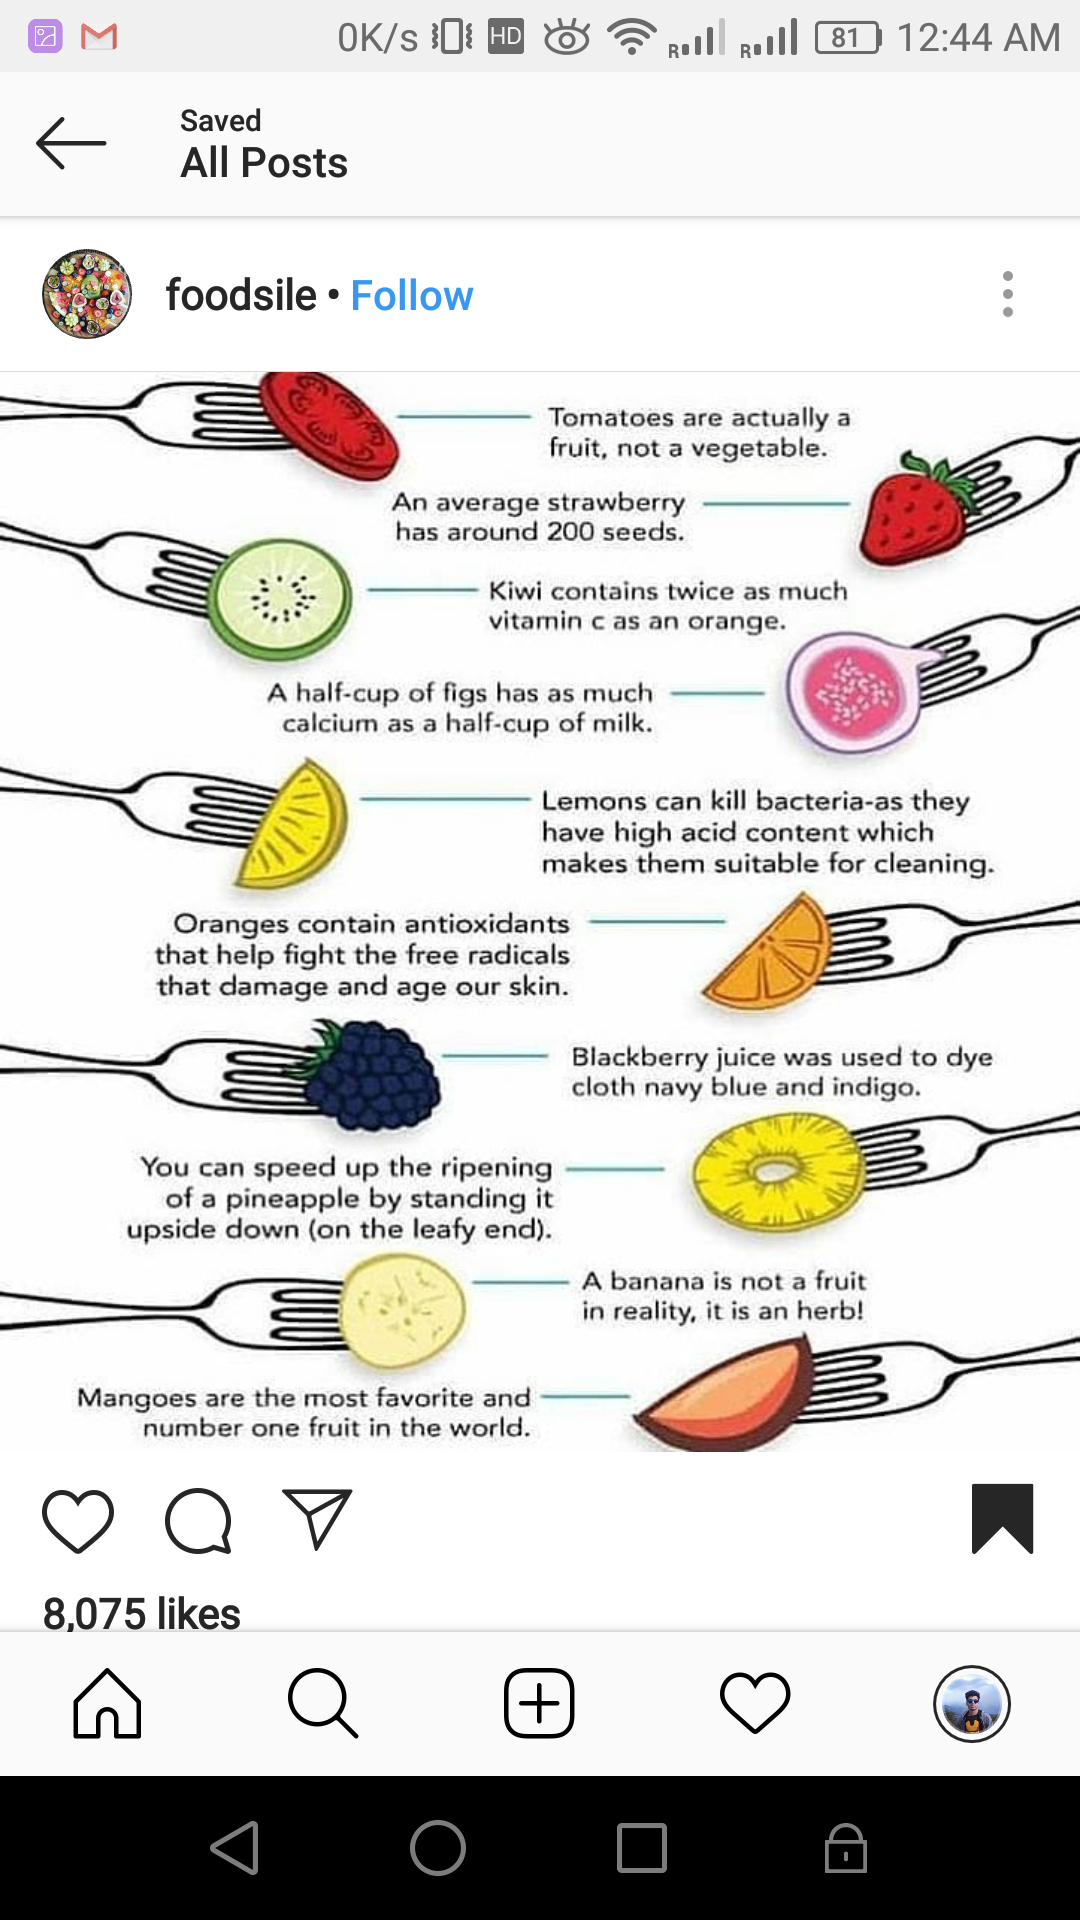 0K/s HD R R 81 12:44 AM
Saved
All Posts
foodsile • Follow
Tomatoes are actually a
fruit, not a vegetable.
An average strawberry
has around 200 seeds.
Kiwi contains twice as much
vitamin c as an orange.
A half-cup of figs has as much
calcium as a half-cup of milk.
Lemons can kill bacteria-as they
have high acid content which
makes them suitable for cleaning.
Oranges contain antioxidants
that help fight the free radicals
that damage and age our skin.
Blackberry juice was used to dye
cloth navy blue and indigo.
You can speed up the ripening
of a pineapple by standing it
upside down (on the leafy end).
A banana is not a fruit
in reality, it is an herb!
Mangoes are the most favorite and
number one fruit in the world.
8,075 likes